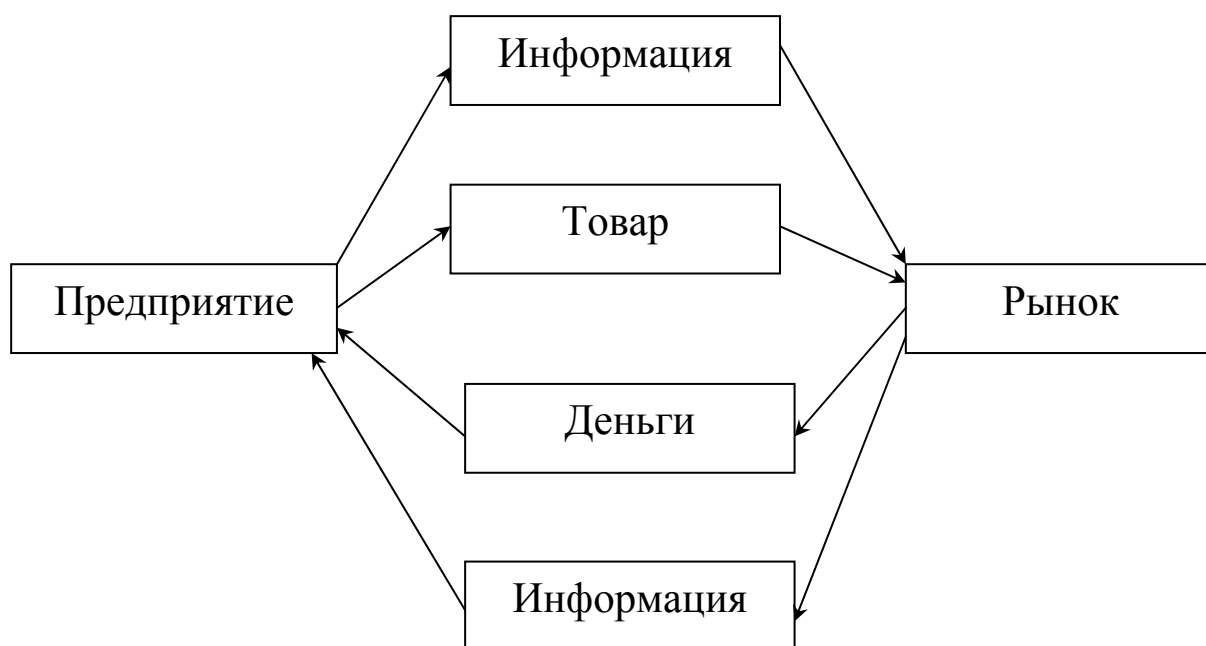 Информация
Товар
Предприятие
Рынок
Деньги
Информация